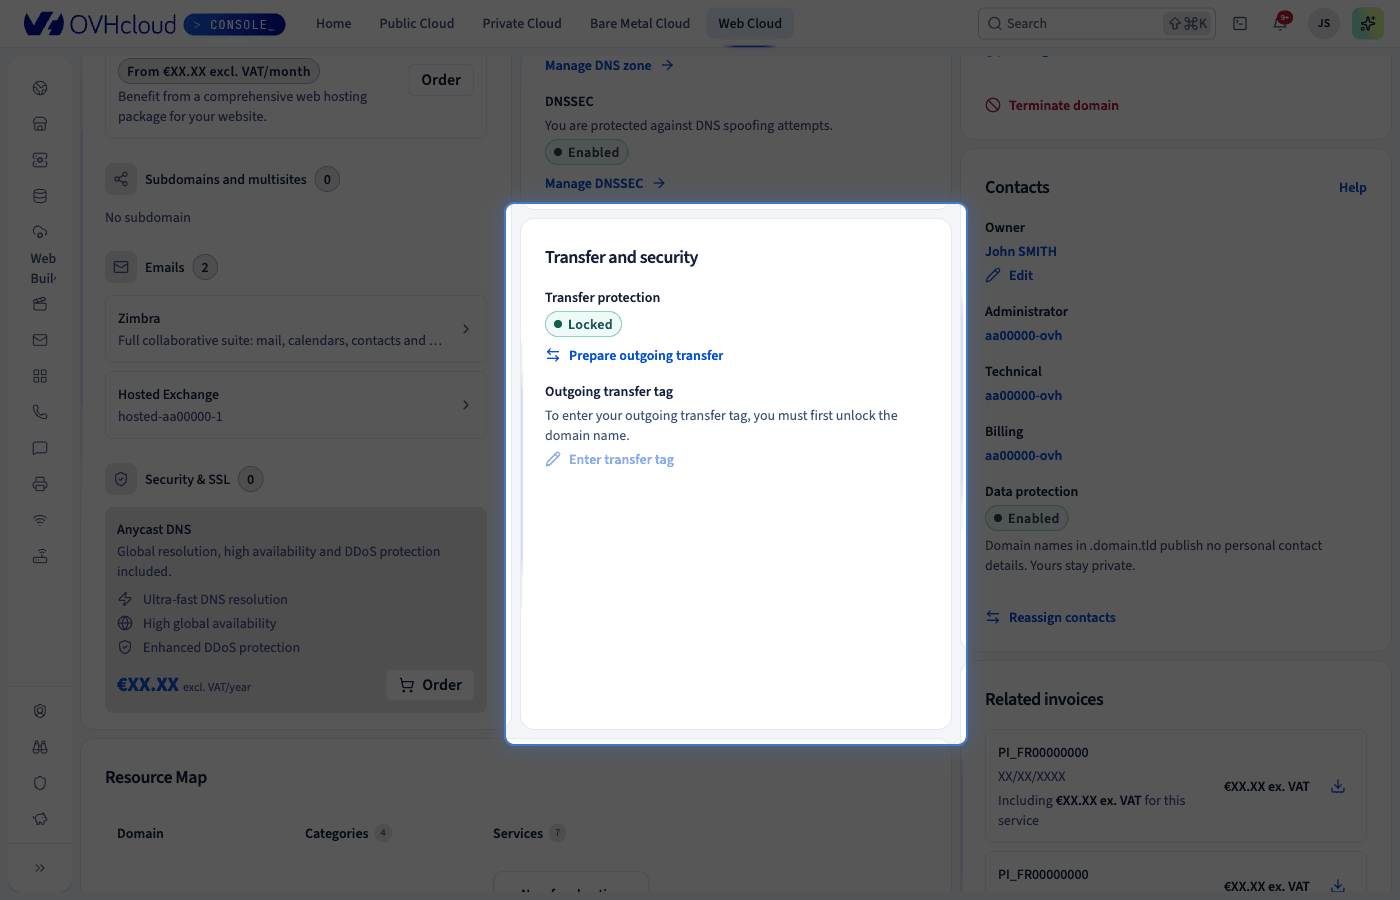 OVHcloud > CONSOLE_
Home
Public Cloud
Private Cloud
Bare Metal Cloud
Web Cloud
Search
⇧⌘K
9+
JS
Web
From €XX.XX excl. VAT/month
Order
Benefit from a comprehensive web hosting
package for your website.
Subdomains and multisites 0
No subdomain
Emails 2
Zimbra
Full collaborative suite: mail, calendars, contacts and ...
Hosted Exchange
hosted-aa00000-1
Security & SSL 0
Anycast DNS
Global resolution, high availability and DDoS protection
included.
Ultra-fast DNS resolution
High global availability
Enhanced DDoS protection
€XX.XX excl. VAT/year
Order
Manage DNS zone →
DNSSEC
You are protected against DNS spoofing attempts.
Enabled
Manage DNSSEC →
Transfer and security
Transfer protection
Locked
Prepare outgoing transfer
Outgoing transfer tag
To enter your outgoing transfer tag, you must first unlock the
domain name.
Enter transfer tag
Resource Map
Domain
Categories 4
Services 7
Terminate domain
Contacts
Help
Owner
John SMITH
Edit
Administrator
aa00000-ovh
Technical
aa00000-ovh
Billing
aa00000-ovh
Data protection
Enabled
Domain names in .domain.tld publish no personal contact
details. Yours stay private.
Reassign contacts
Related invoices
PI_FR00000000
XX/XX/XXXX
Including €XX.XX ex. VAT for this
service
€XX.XX ex. VAT
PI_FR00000000
€XX.XX ex. VAT